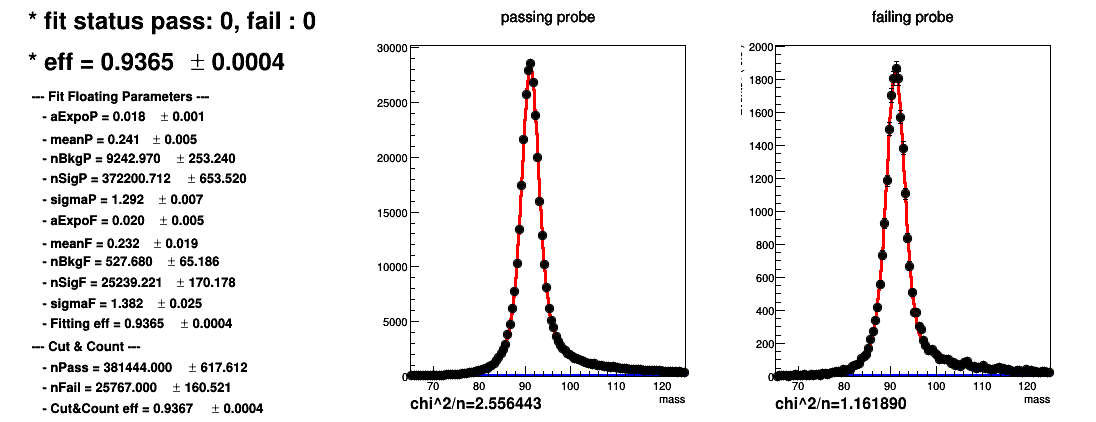 * fit status pass: 0, fail : 0
* eff = 0.9365 ± 0.0004
--- Fit Floating Parameters ---
- aExpoP = 0.018 ± 0.001
- meanP = 0.241 ± 0.005
- nBkgP = 9242.970 ± 253.240
- nSigP = 372200.712 ± 653.520
- sigmaP = 1.292 ± 0.007
- aExpoF = 0.020 ± 0.005
- meanF = 0.232 ± 0.019
- nBkgF = 527.680 ± 65.186
- nSigF = 25239.221 ± 170.178
- sigmaF = 1.382 ± 0.025
- Fitting eff = 0.9365 ± 0.0004
--- Cut & Count ---
- nPass = 381444.000 ± 617.612
- nFail = 25767.000 ± 160.521
- Cut&Count eff = 0.9367 ± 0.0004
passing probe
30000
25000
20000
15000
10000
5000
0
70 80 90 100 110 120
mass
chi^2/n=2.556443
failing probe
2000
1800
1600
1400
1200
1000
800
600
400
200
0
70 80 90 100 110 120
mass
chi^2/n=1.161890